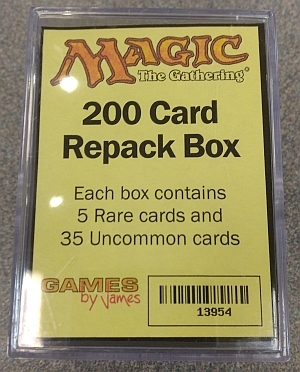 MAGIC
The Gathering®
200 Card
Repack Box
Each box contains
5 Rare cards and
35 Uncommon cards
GAMES
by James
13954